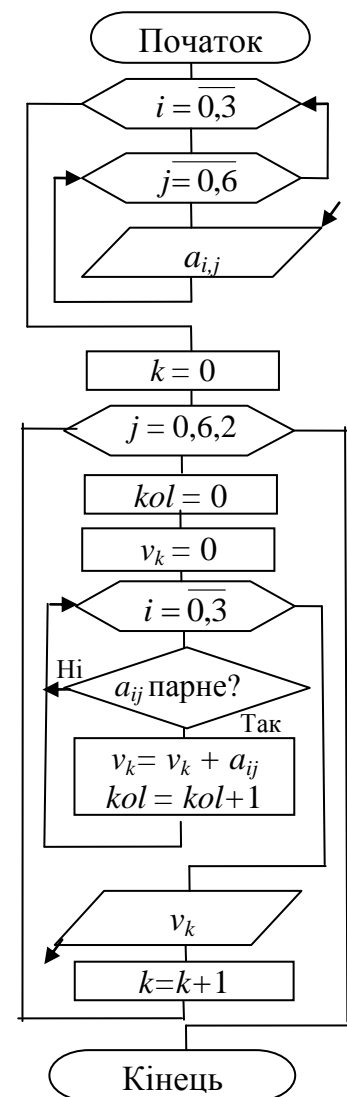 Початок
i = 0,3
j=0,6
a_{i,j}
k = 0
j = 0,6,2
kol = 0
v_k = 0
i = 0,3
Ні
a_{ij} парне?
Так
v_k= v_k + a_{ij}
kol = kol+1
v_k
k=k+1
Кінець